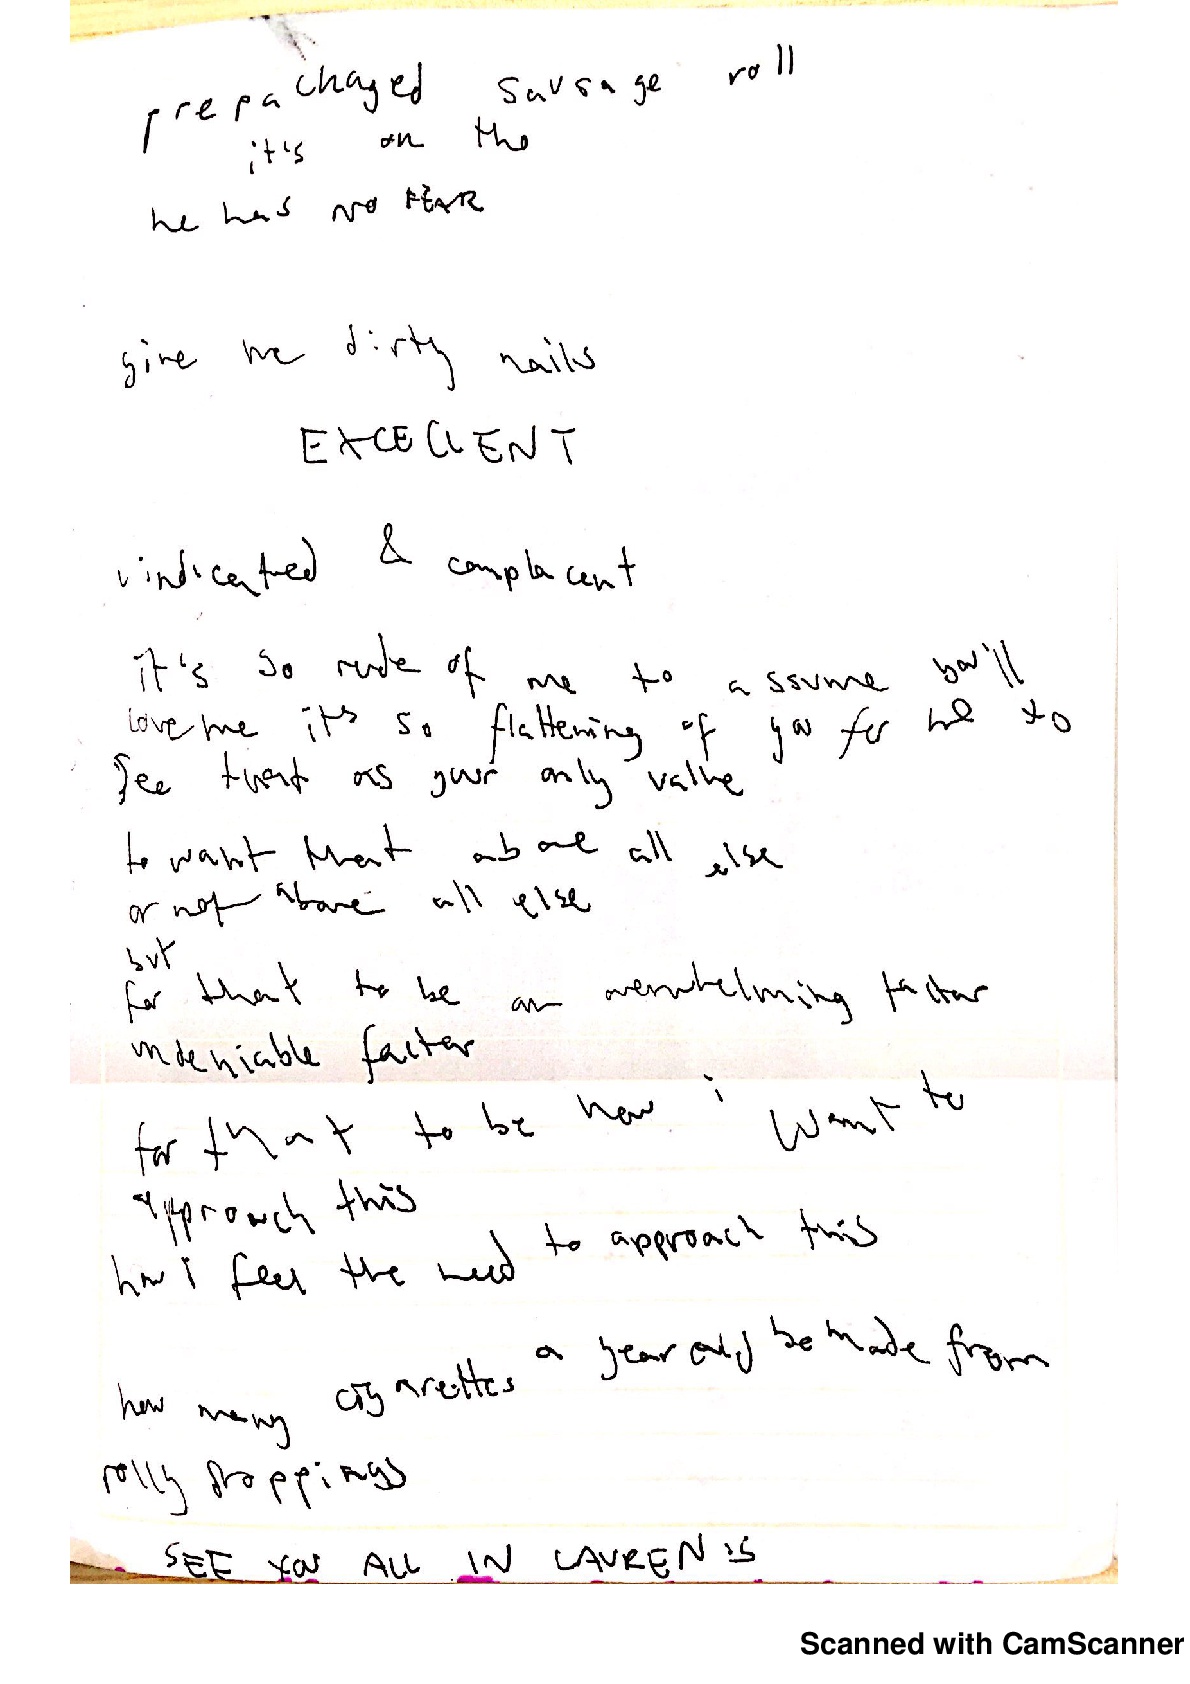 prepachaged sausage roll
it's on the
he has NO FEAR
give me dirty nails
EXCELLENT
vindicated & complacent
it's so rude of me to assume you'll
love me it's so flattening of you for me to
see that as your only value
to want that above all else
or not above all else
but
for that to be an overwhelming factor
undeniable factor
for that to be how i want to
approach this
how I feel the need to approach this
how many cigarettes a year could be made from
rolly droppings
SEE YOU ALL IN LAURENIS
Scanned with CamScanner